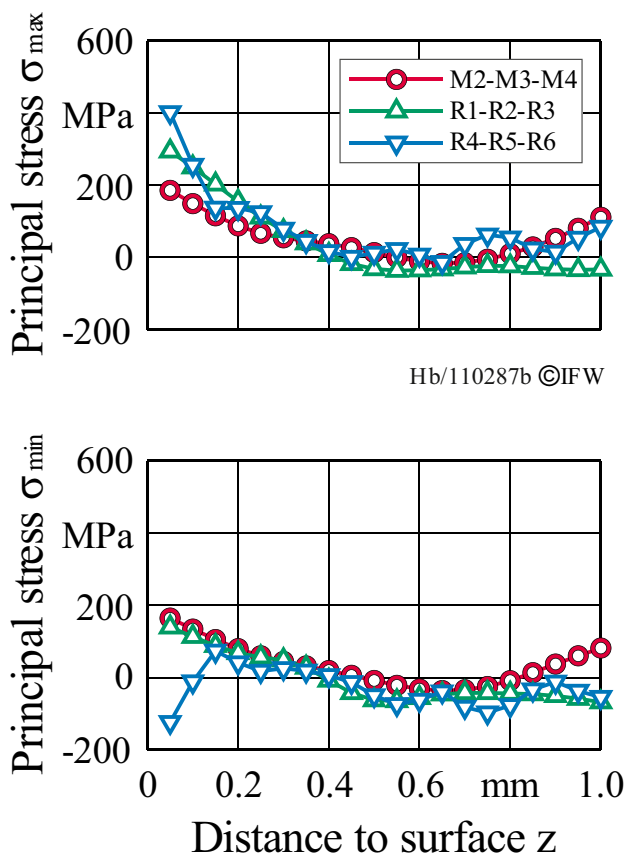 Principal stress σmax
600
MPa
200
0
-200
M2-M3-M4
R1-R2-R3
R4-R5-R6
Hb/110287b ©IFW
Principal stress σmin
600
MPa
200
0
-200
0 0.2 0.4 0.6 mm 1.0
Distance to surface z